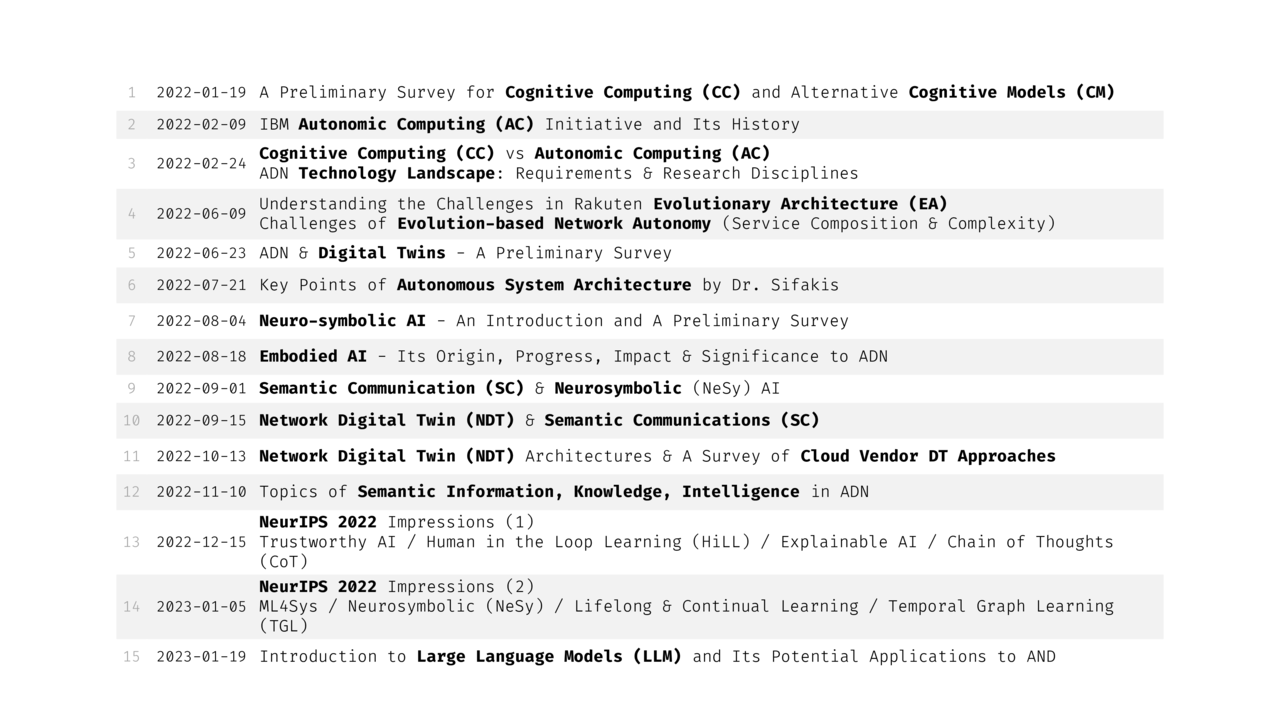 1 2022-01-19 A Preliminary Survey for Cognitive Computing (CC) and Alternative Cognitive Models (CM)
2 2022-02-09 IBM Autonomic Computing (AC) Initiative and Its History
3 2022-02-24 Cognitive Computing (CC) vs Autonomic Computing (AC)
ADN Technology Landscape: Requirements & Research Disciplines
4 2022-06-09 Understanding the Challenges in Rakuten Evolutionary Architecture (EA)
Challenges of Evolution-based Network Autonomy (Service Composition & Complexity)
5 2022-06-23 ADN & Digital Twins - A Preliminary Survey
6 2022-07-21 Key Points of Autonomous System Architecture by Dr. Sifakis
7 2022-08-04 Neuro-symbolic AI - An Introduction and A Preliminary Survey
8 2022-08-18 Embodied AI - Its Origin, Progress, Impact & Significance to ADN
9 2022-09-01 Semantic Communication (SC) & Neurosymbolic (NeSy) AI
10 2022-09-15 Network Digital Twin (NDT) & Semantic Communications (SC)
11 2022-10-13 Network Digital Twin (NDT) Architectures & A Survey of Cloud Vendor DT Approaches
12 2022-11-10 Topics of Semantic Information, Knowledge, Intelligence in ADN
13 2022-12-15 NeurIPS 2022 Impressions (1)
Trustworthy AI / Human in the Loop Learning (HiLL) / Explainable AI / Chain of Thoughts
(CoT)
14 2023-01-05 NeurIPS 2022 Impressions (2)
ML4Sys / Neurosymbolic (NeSy) / Lifelong & Continual Learning / Temporal Graph Learning
(TGL)
15 2023-01-19 Introduction to Large Language Models (LLM) and Its Potential Applications to AND